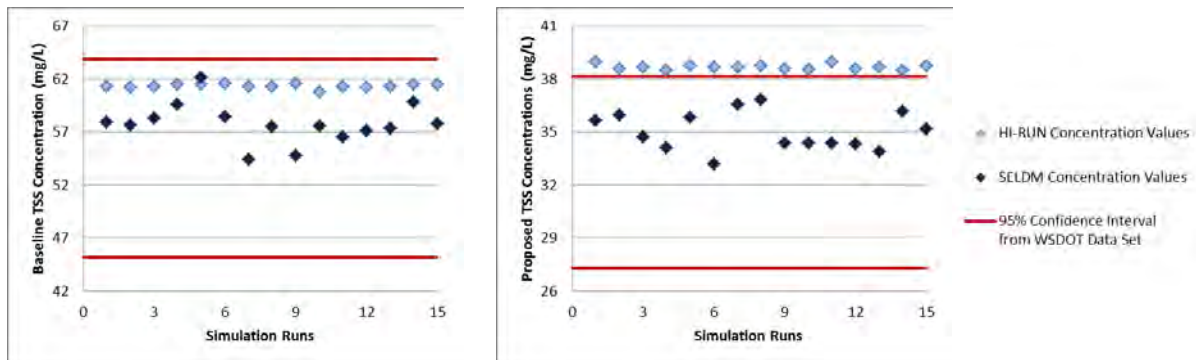 Baseline TSS Concentration (mg/L)
67
62
57
52
47
42
0 3 6 9 12 15
Simulation Runs
Proposed TSS Concentrations (mg/L)
41
38
35
32
29
26
0 3 6 9 12 15
Simulation Runs
HI-RUN Concentration Values
SELDM Concentration Values
95% Confidence Interval
from WSDOT Data Set